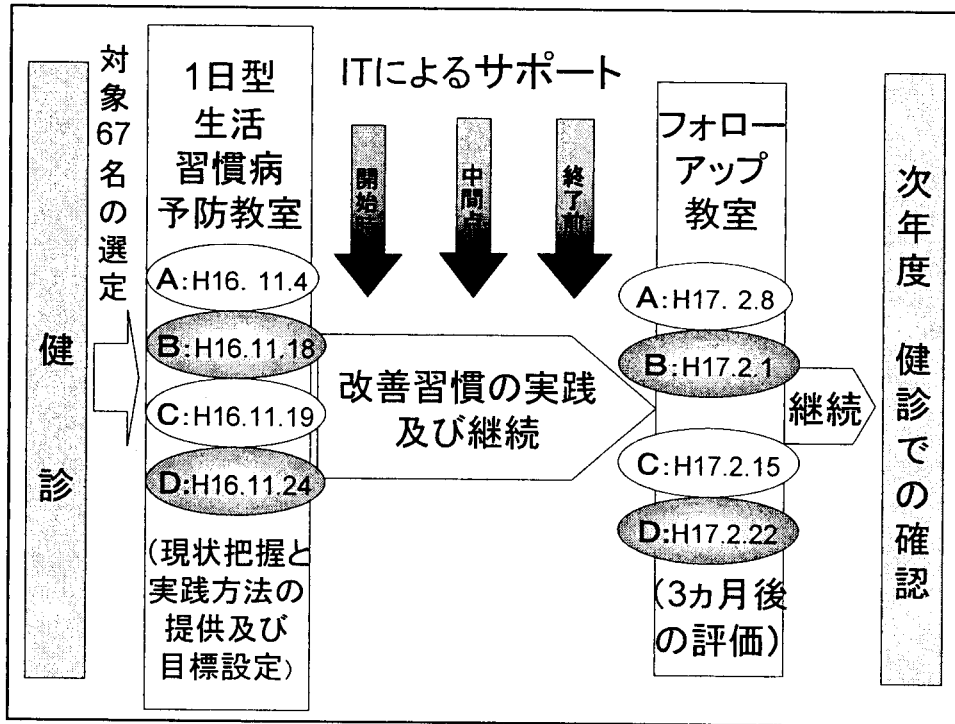 健診
対象67名の選定
1日型
生活
習慣病
予防教室
A:H16. 11.4
B:H16.11.18
C:H16.11.19
D:H16.11.24
(現状把握と
実践方法の
提供及び
目標設定)
ITによるサポート
開始時
中間点
終了前
改善習慣の実践
及び継続
フォロー
アップ
教室
A:H17. 2.8
B:H17.2.1
C:H17.2.15
D:H17.2.22
(3ヵ月後
の評価)
継続
次年度 健診での確認